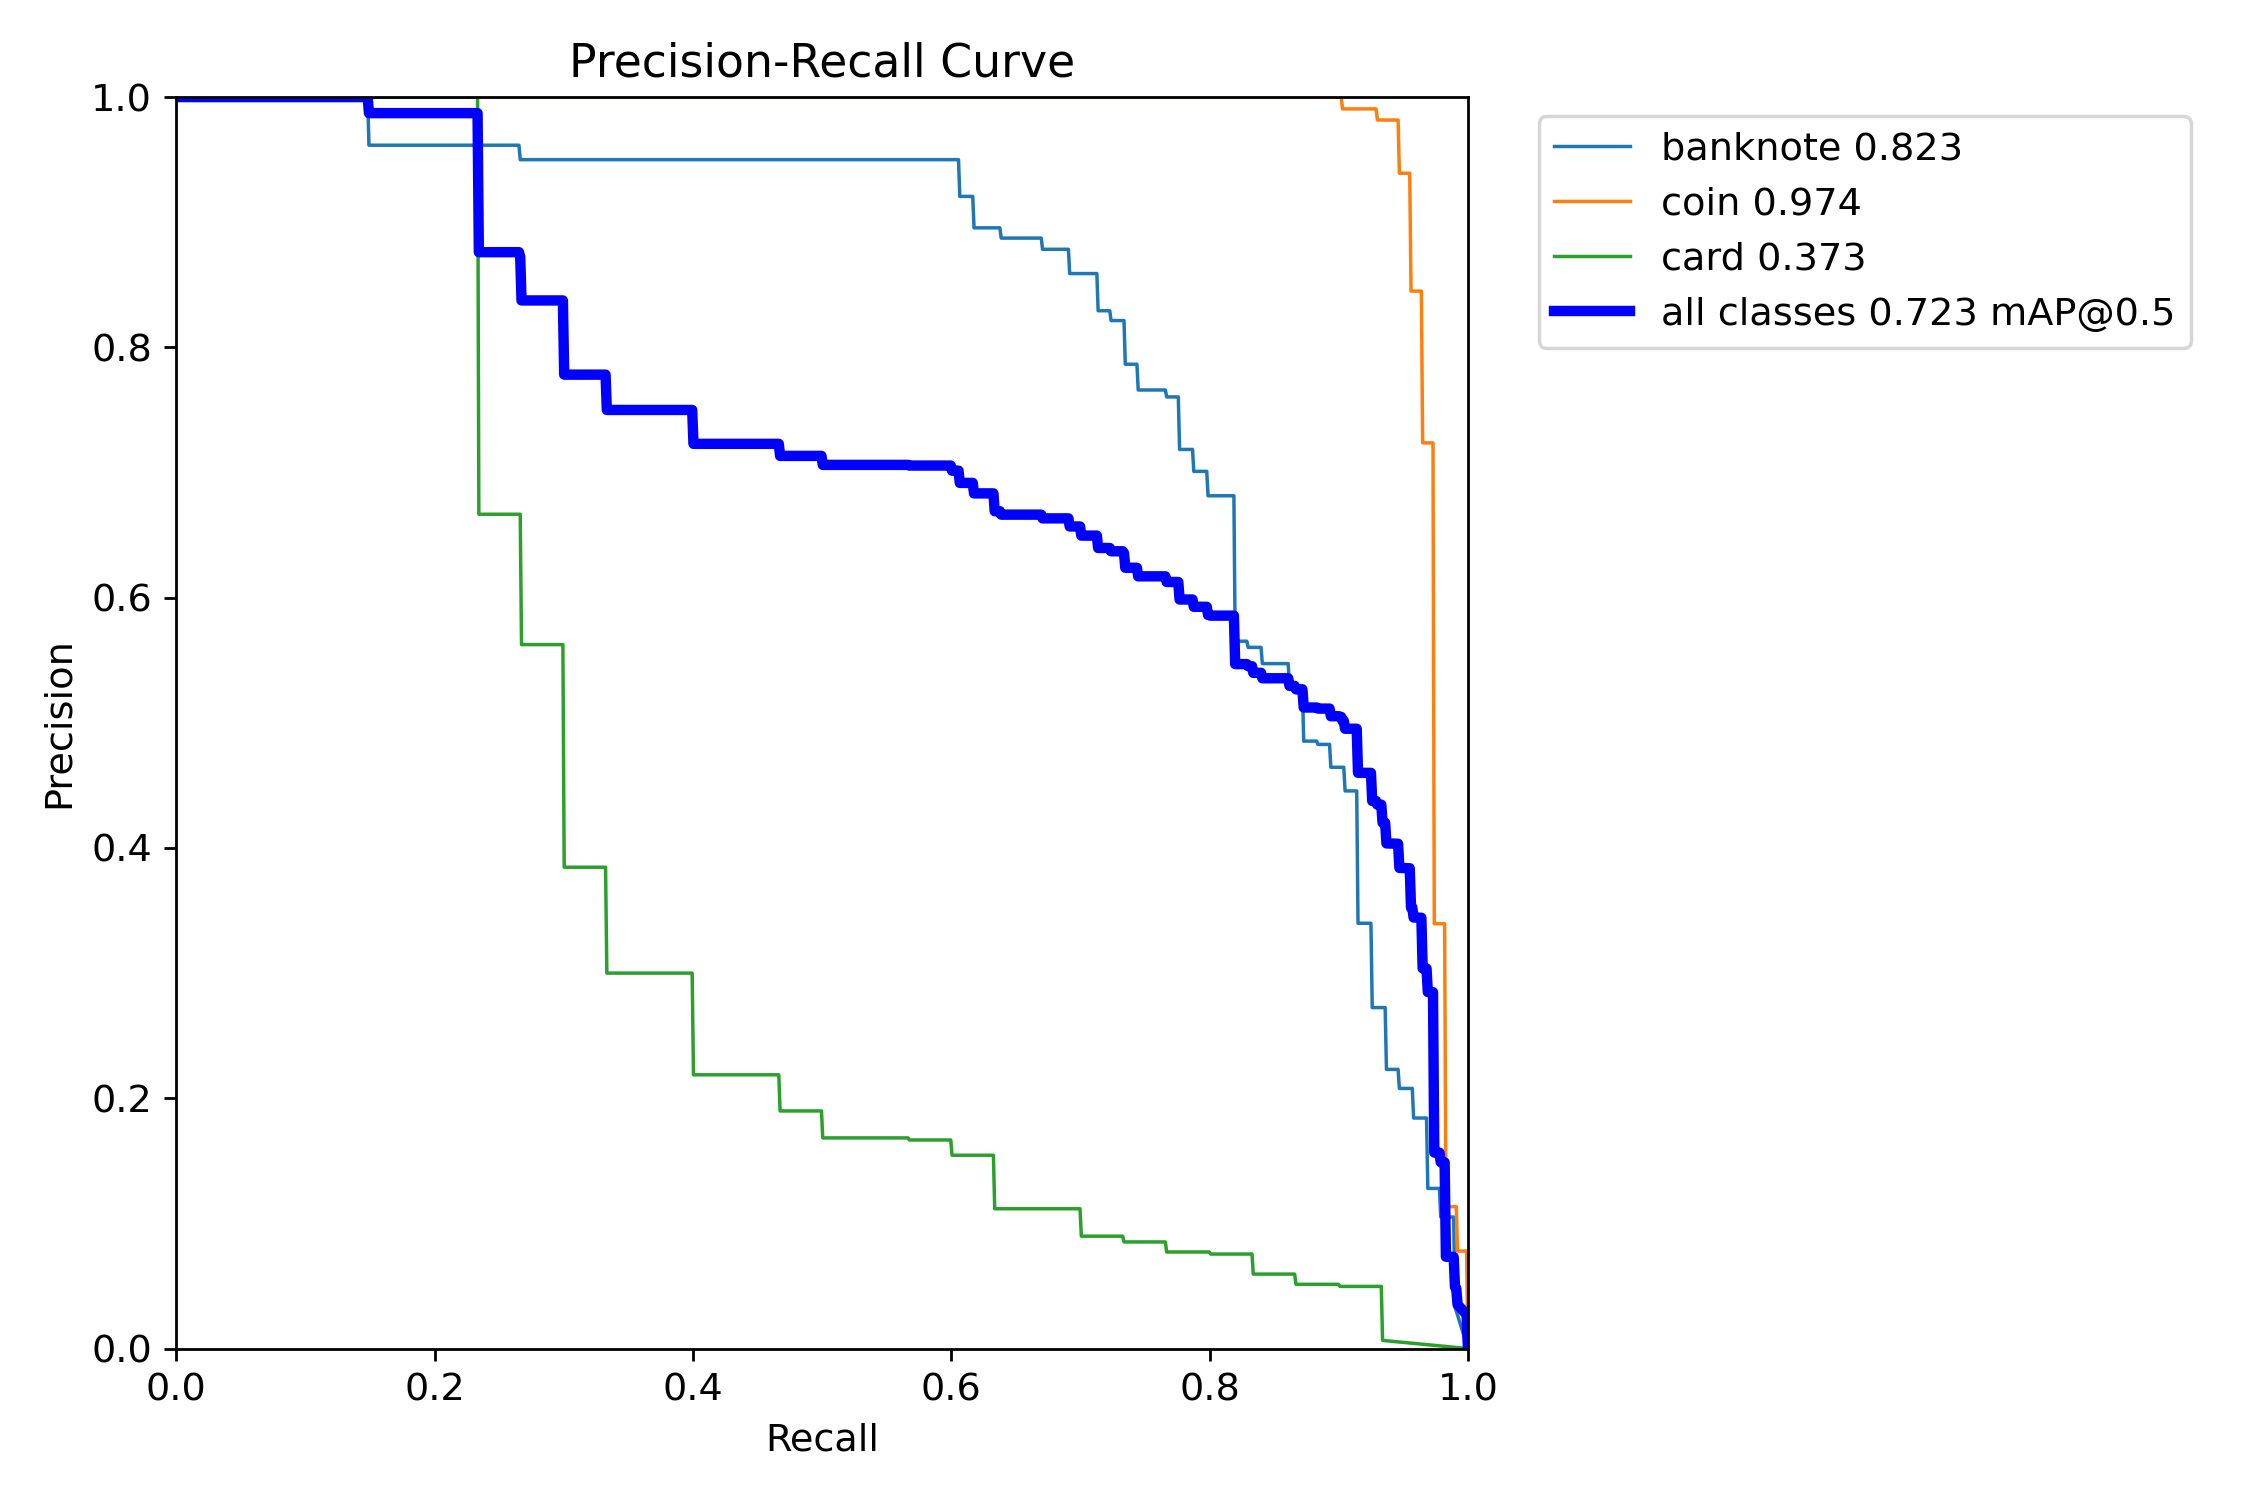 Precision-Recall Curve
1.0
0.8
0.6
0.4
0.2
0.0
Precision
0.0 0.2 0.4 0.6 0.8 1.0
Recall
banknote 0.823
coin 0.974
card 0.373
all classes 0.723 mAP@0.5